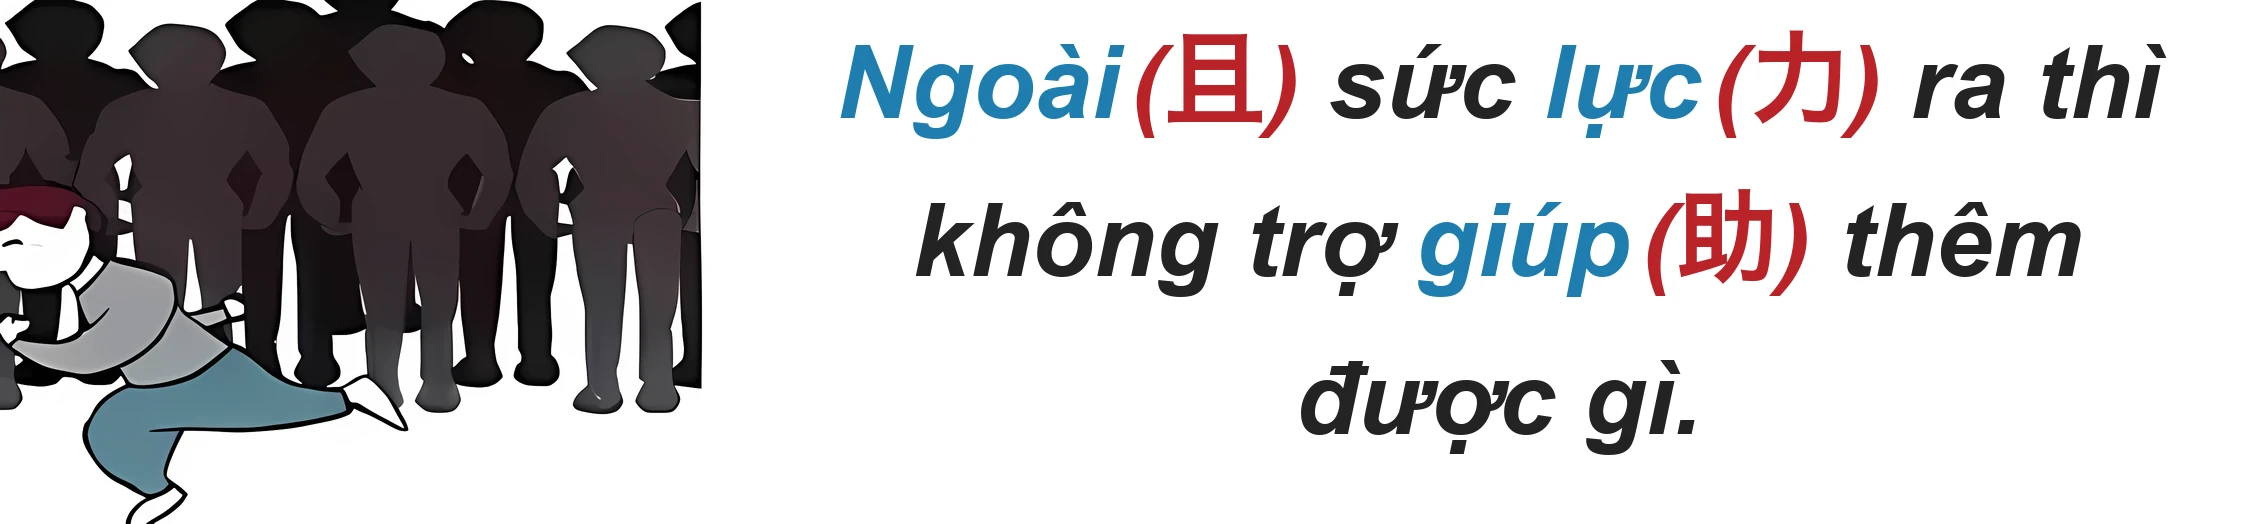 Ngoài(且) sức lực(力) ra thì
không trợ giúp(助) thêm
được gì.